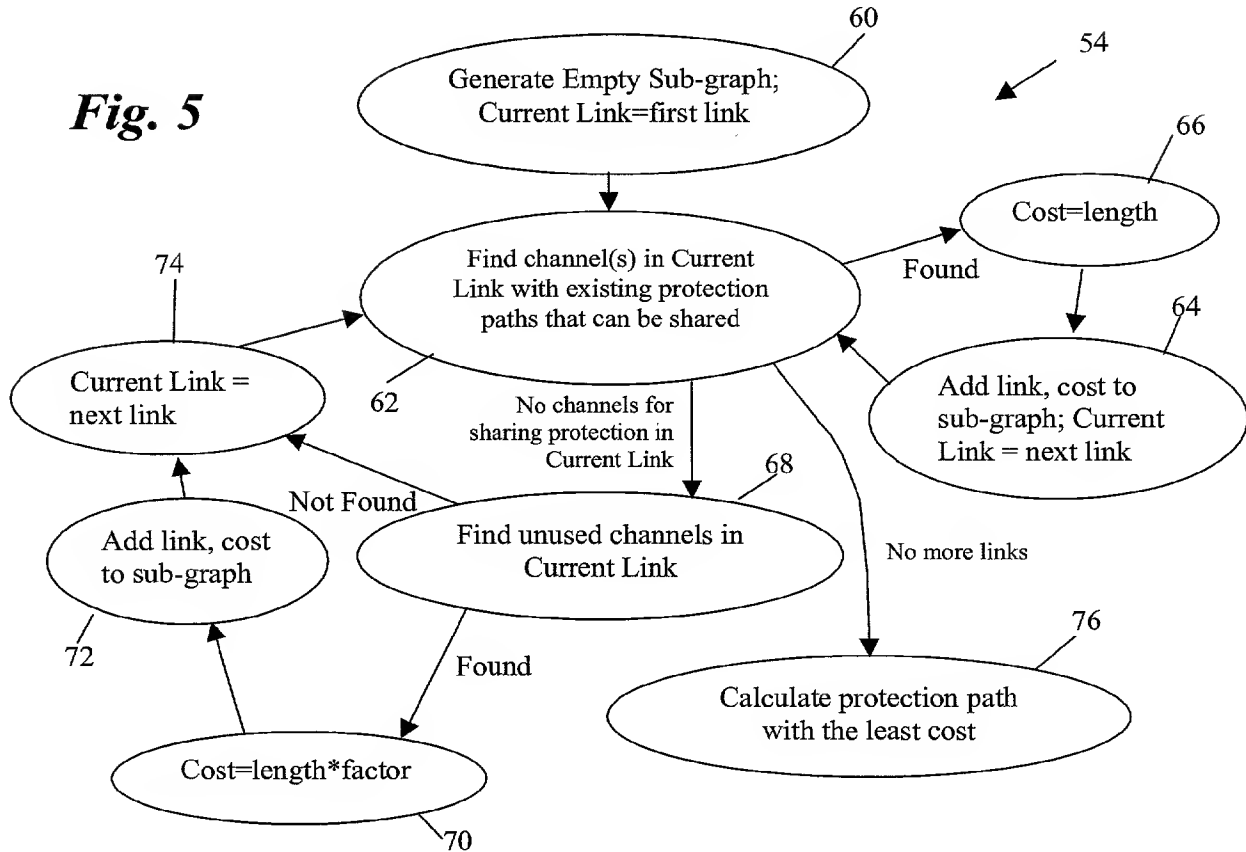 Fig. 5
60
54
Generate Empty Sub-graph;
Current Link=first link
66
Cost=length
74
Find channel(s) in Current
Link with existing protection
paths that can be shared
Found
64
Current Link =
next link
62
Add link, cost to
sub-graph; Current
Link = next link
No channels for
sharing protection in
Current Link
68
Not Found
Add link, cost
to sub-graph
Find unused channels in
Current Link
No more links
72
76
Found
Calculate protection path
with the least cost
Cost=length*factor
70